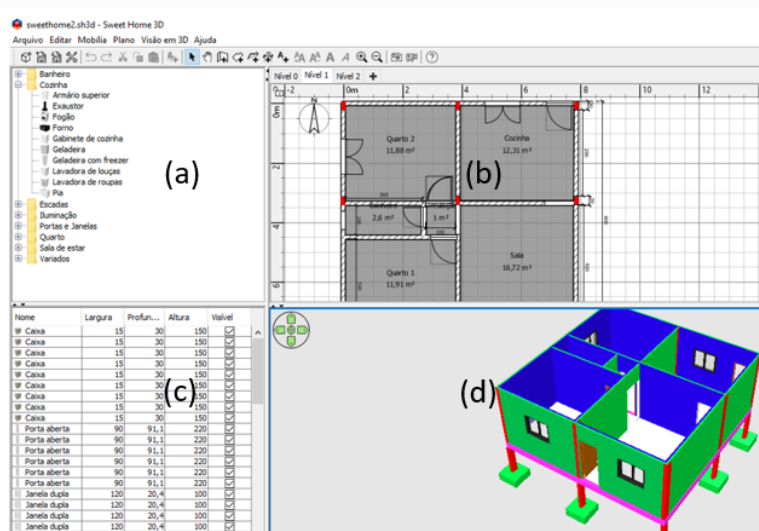 sweethome2.sh3d - Sweet Home 3D
Arquivo Editar Mobília Plano Visão em 3D Ajuda
Banheiro
Cozinha
Armário superior
Exaustor
Fogão
Forno
Gabinete de cozinha
Geladeira
Geladeira com freezer
Lavadora de louças
Lavadora de roupas
Pia
Escadas
Iluminação
Portas e Janelas
Quarto
Sala de estar
Variados
(a)
Nível 0 Nível 1 Nível 2
-2 0m 2 4 6 8 10 12
0m
2
4
6
N
Quarto 2
11,88 m²
Cozinha
12,31 m²
(b)
Banheiro
2,6 m²
1 m²
Sala
16,72 m²
Quarto 1
11,91 m²
Nome Largura Profun... Altura Visível
Caixa 15 30 150
Caixa 15 30 150
Caixa 15 30 150
Caixa 15 30 150
Caixa 15 30 150
Caixa 15 30 150
Caixa 15 30 150
Caixa 15 30 150
Porta aberta 90 91,1 220
Porta aberta 90 91,1 220
Porta aberta 90 91,1 220
Porta aberta 90 91,1 220
Porta aberta 90 91,1 220
Porta aberta 90 91,1 220
Janela dupla 120 20,4 100
Janela dupla 120 20,4 100
Janela dupla 120 20,4 100
Janela dupla 120 20,4 100
(c)
(d)